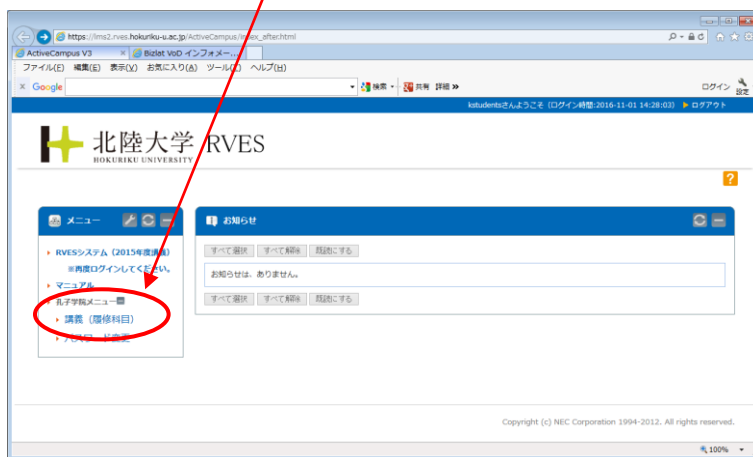 https://lms2.rves.hokuriku-u.ac.jp/ActiveCampus/index_after.html
ActiveCampus V3 × Bizlat VoD インフォメー...
ファイル(F) 編集(E) 表示(V) お気に入り(A) ツール(T) ヘルプ(H)
× Google 検索 共有 詳細 » ログイン 設定
kstudentsさんようこそ (ログイン時間:2016-11-01 14:28:03) ログアウト
北陸大学 RVES
HOKURIKU UNIVERSITY
?
メニュー
お知らせ
RVESシステム (2015年度講義)
※再度ログインしてください。
マニュアル
孔子学院メニュー
講義（履修科目）
パスワード変更
すべて選択 すべて解除 既読にする
お知らせは、ありません。
すべて選択 すべて解除 既読にする
Copyright (c) NEC Corporation 1994-2012. All rights reserved.
100%